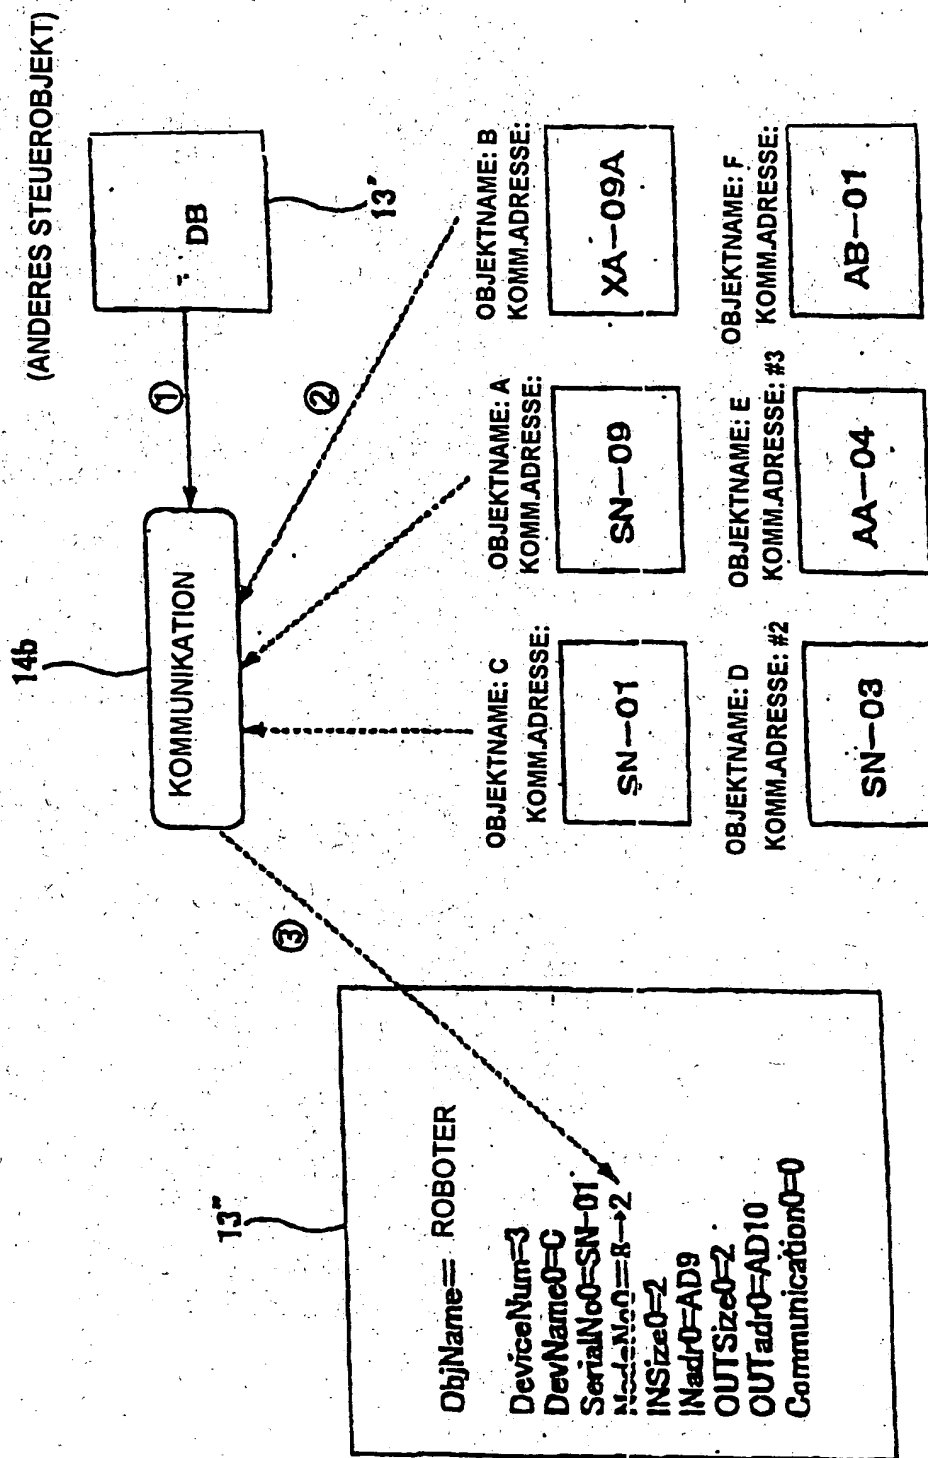 (ANDERES STEUEROBJEKT)
DB
13"
①
14b
KOMMUNIKATION
②
③
OBJEKTNAME: C
KOMM.ADRESSE:
SN—01
OBJEKTNAME: A
KOMM.ADRESSE:
SN—09
OBJEKTNAME: B
KOMM.ADRESSE:
XA—09A
OBJEKTNAME: D
KOMM.ADRESSE: #2
SN—03
OBJEKTNAME: E
KOMM.ADRESSE: #3
AA—04
OBJEKTNAME: F
KOMM.ADRESSE:
AB—01
13"
ObjName= ROBOTER
DeviceNum=3
DevName0=C
SerialNo0=SN-01
NodeNo0=8→2
INSize0=2
INadr0=AD9
OUTSize0=2
OUTadr0=AD10
Communication0=0